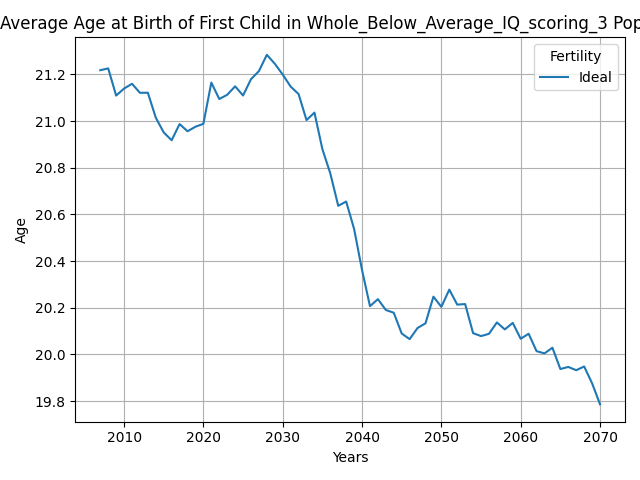 Average Age at Birth of First Child in Whole_Below_Average_IQ_scoring_3 Pop
Fertility
Ideal
21.2
21.0
20.8
20.6
20.4
20.2
20.0
19.8
Age
2010 2020 2030 2040 2050 2060 2070
Years